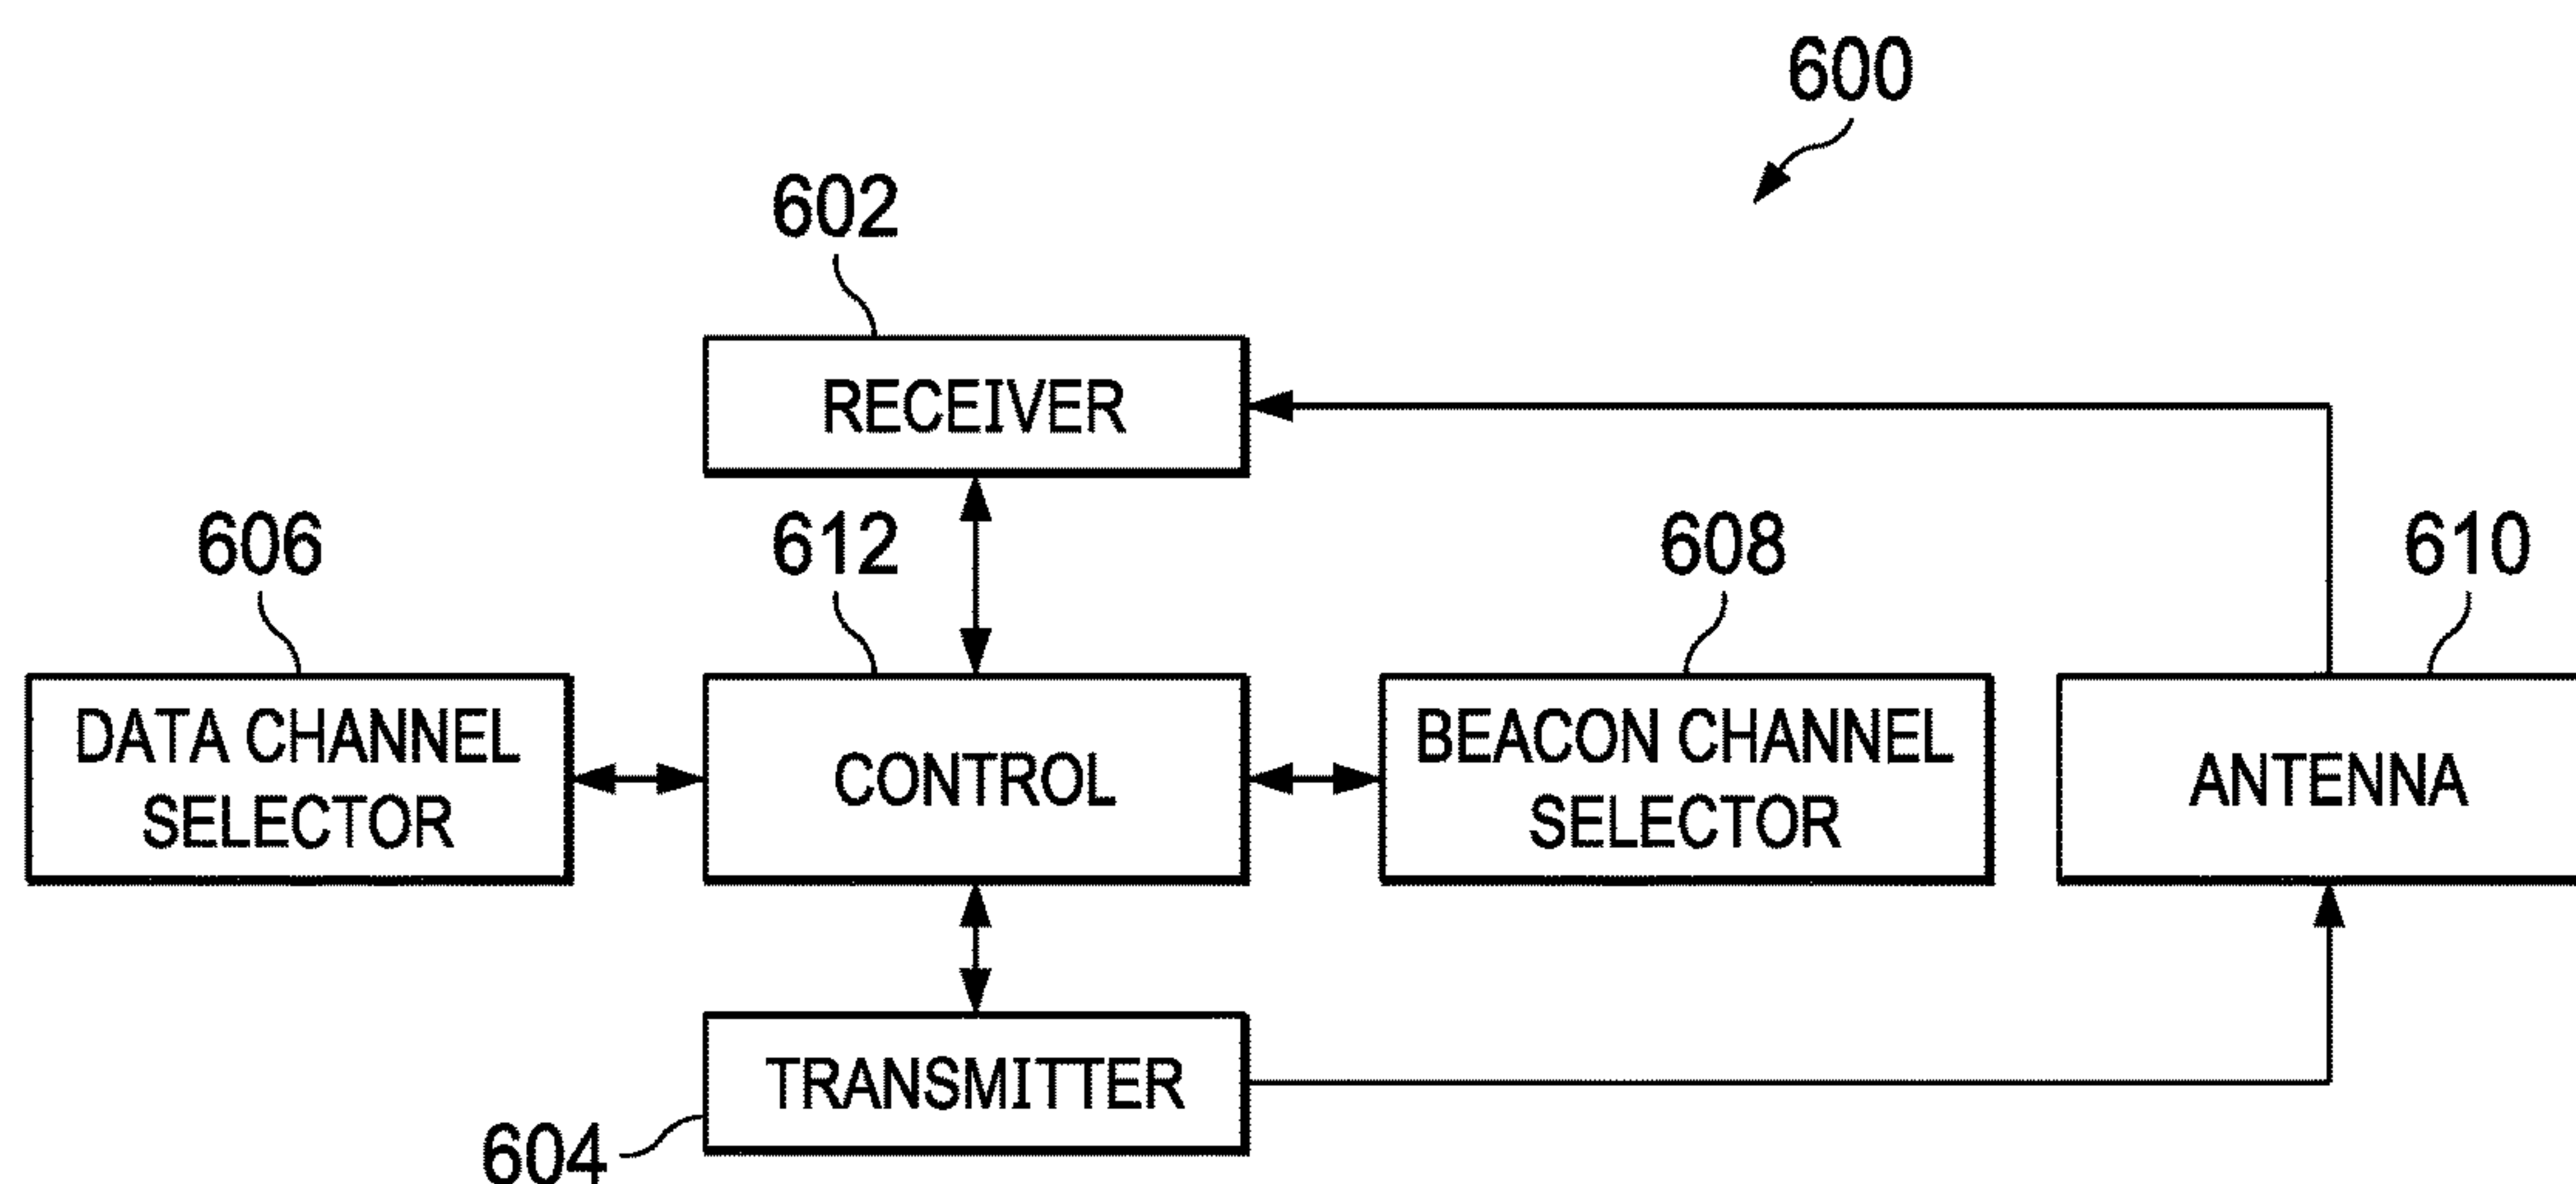 600
602
RECEIVER
606
612
608
610
DATA CHANNEL
SELECTOR
CONTROL
BEACON CHANNEL
SELECTOR
ANTENNA
TRANSMITTER
604